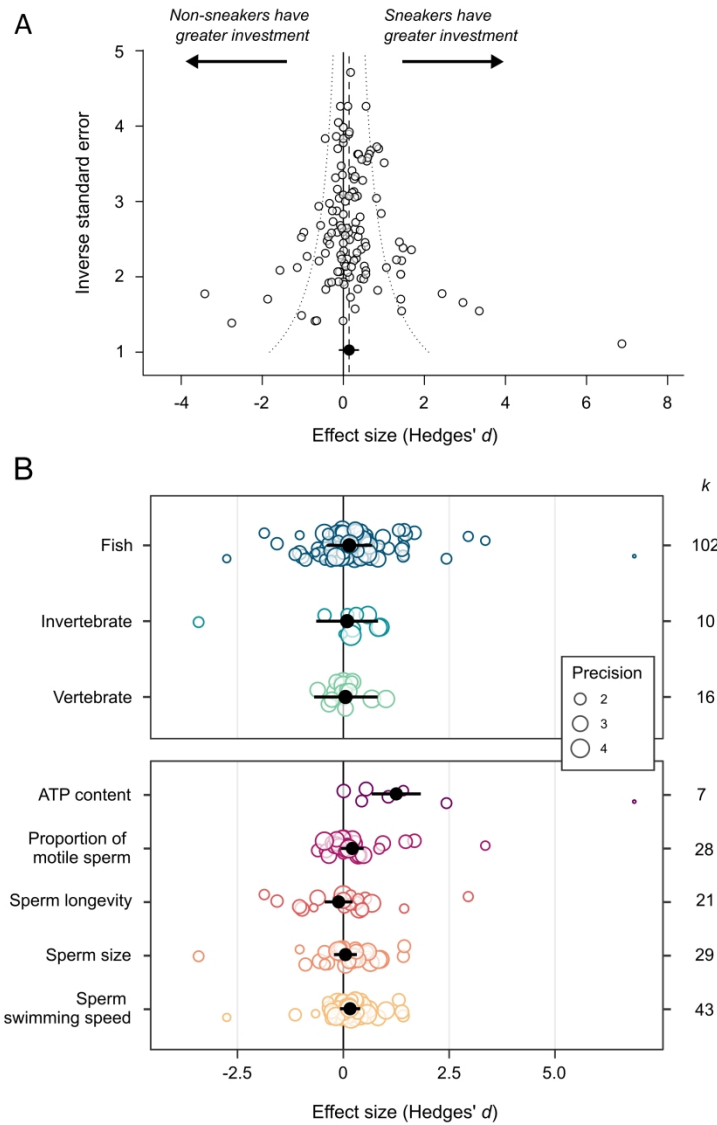 A
Non-sneakers have
greater investment
Sneakers have
greater investment
5
4
3
2
1
Inverse standard error
-4
-2
0
2
4
6
8
Effect size (Hedges' d)
B
k
Fish
102
Invertebrate
10
Vertebrate
16
Precision
2
3
4
ATP content
7
Proportion of
motile sperm
28
Sperm longevity
21
Sperm size
29
Sperm
swimming speed
43
-2.5
0
2.5
5.0
Effect size (Hedges' d)